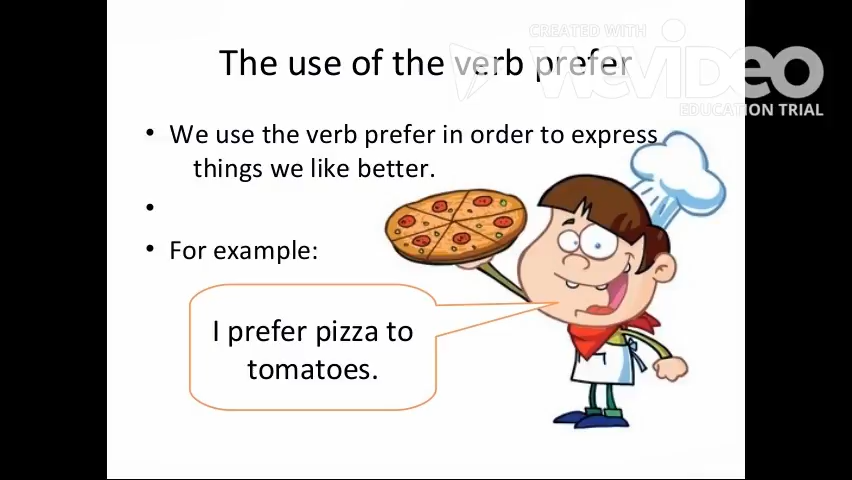 CREATED WITH
WeVideo
EDUCATION TRIAL
The use of the verb prefer
• We use the verb prefer in order to express
things we like better.
•
• For example:
I prefer pizza to
tomatoes.